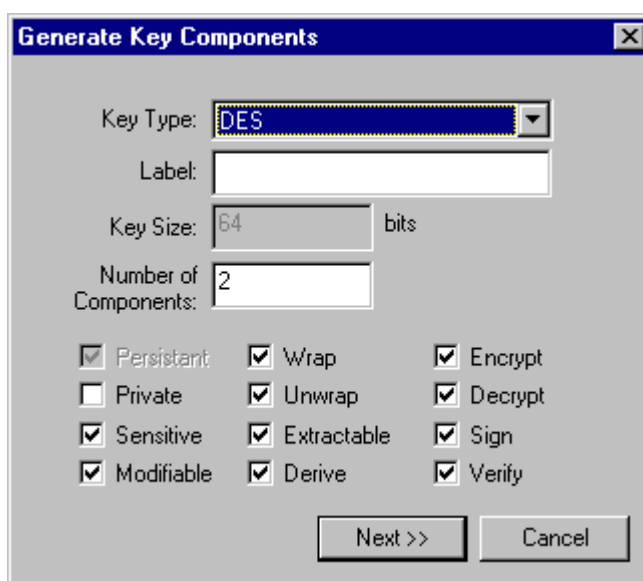 Generate Key Components
Key Type: DES
Label:
Key Size: 64 bits
Number of 2
Components:
Persistant Wrap Encrypt
Private Unwrap Decrypt
Sensitive Extractable Sign
Modifiable Derive Verify
Next >> Cancel